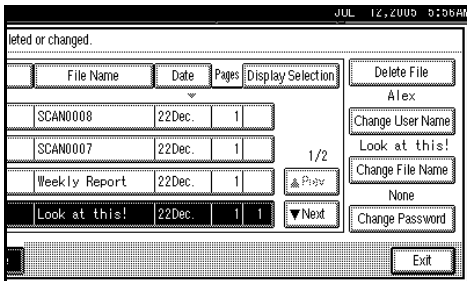 JUL 12,2005 5:56AM
leted or changed.
File Name Date Pages Display Selection Delete File
Alex
SCAN0008 22Dec. 1 Change User Name
Look at this!
SCAN0007 22Dec. 1 1/2
Change File Name
Weekly Report 22Dec. 1 ▲Prev
None
Look at this! 22Dec. 1 1 ▼Next Change Password
Exit